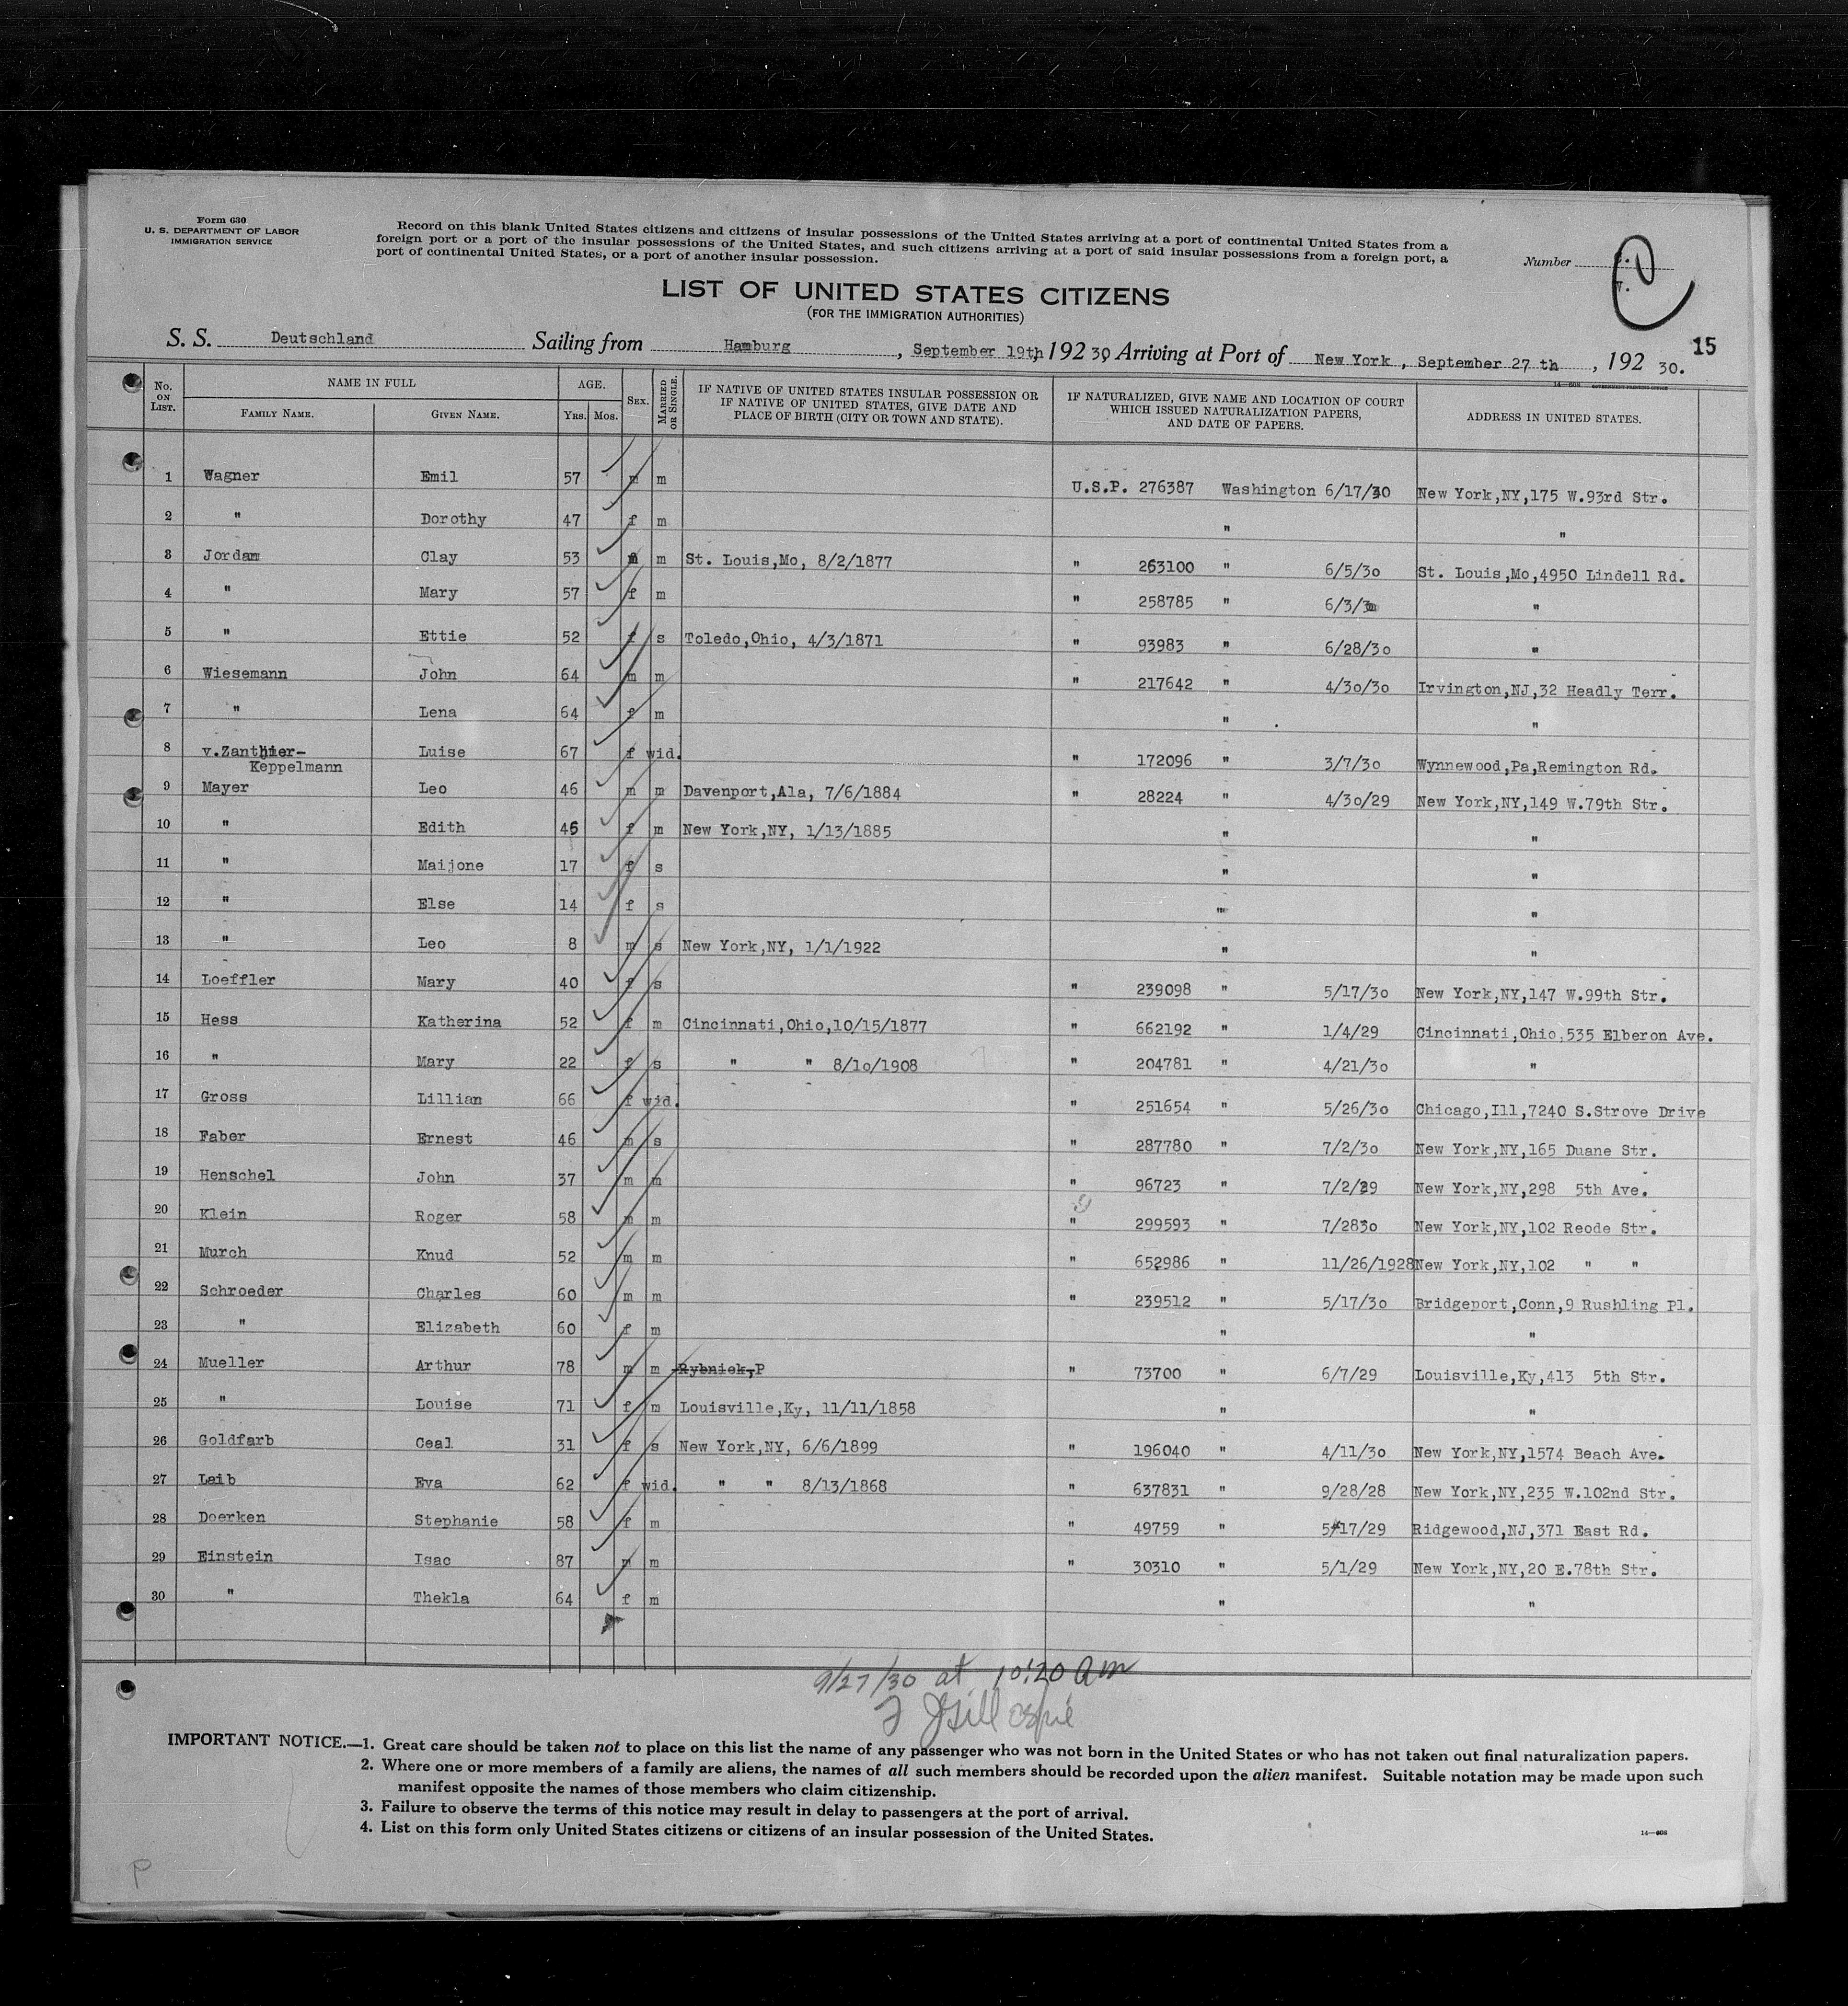 Form 630
U. S. DEPARTMENT OF LABOR
IMMIGRATION SERVICE
Record on this blank United States citizens and citizens of insular possessions of the United States arriving at a port of continental United States from a
foreign port or a port of the insular possessions of the United States, and such citizens arriving at a port of said insular possessions from a foreign port, a
port of continental United States, or a port of another insular possession.
Number
LIST OF UNITED STATES CITIZENS
(FOR THE IMMIGRATION AUTHORITIES)
15
S. S. Deutschland Sailing from Hamburg, September 19th, 192 30 Arriving at Port of New York, September 27 th, 192 30.
14—608 GOVERNMENT PRINTING OFFICE
No. ON LIST. NAME IN FULL FAMILY NAME. GIVEN NAME. AGE. YRS. MOS. SEX. MARRIED OR SINGLE. IF NATIVE OF UNITED STATES INSULAR POSSESSION OR IF NATIVE OF UNITED STATES, GIVE DATE AND PLACE OF BIRTH (CITY OR TOWN AND STATE). IF NATURALIZED, GIVE NAME AND LOCATION OF COURT WHICH ISSUED NATURALIZATION PAPERS, AND DATE OF PAPERS. ADDRESS IN UNITED STATES.
1 Wagner Emil 57 m m U.S.P. 276387 Washington 6/17/30 New York,NY,175 W.93rd Str.
2 " Dorothy 47 f m " "
3 Jordan Clay 53 m m St. Louis,Mo, 8/2/1877 " 263100 " 6/5/30 St. Louis,Mo,4950 Lindell Rd.
4 " Mary 57 f m " 258785 " 6/3/30 "
5 " Ettie 52 f s Toledo,Ohio, 4/3/1871 " 93983 " 6/28/30 "
6 Wiesemann John 64 m m " 217642 " 4/30/30 Irvington,NJ,32 Headly Terr.
7 " Lena 64 f m " "
8 v.Zanthier-Keppelmann Luise 67 f wid. " 172096 " 3/7/30 Wynnewood,Pa,Remington Rd.
9 Mayer Leo 46 m m Davenport,Ala, 7/6/1884 " 28224 " 4/30/29 New York,NY,149 W.79th Str.
10 " Edith 45 f m New York,NY, 1/13/1885 " "
11 " Maijone 17 f s " "
12 " Else 14 f s " "
13 " Leo 8 m s New York,NY, 1/1/1922 " "
14 Loeffler Mary 40 f s " 239098 " 5/17/30 New York,NY,147 W.99th Str.
15 Hess Katherina 52 f m Cincinnati,Ohio,10/15/1877 " 662192 " 1/4/29 Cincinnati,Ohio,535 Elberon Ave.
16 " Mary 22 f s " " 8/10/1908 " 204781 " 4/21/30 "
17 Gross Lillian 66 f wid. " 251654 " 5/26/30 Chicago,Ill,7240 S.Strove Drive
18 Faber Ernest 46 m s " 287780 " 7/2/30 New York,NY,165 Duane Str.
19 Henschel John 37 m m " 96723 " 7/2/29 New York,NY,298 5th Ave.
20 Klein Roger 58 m m " 299593 " 7/2830 New York,NY,102 Reode Str.
21 Murch Knud 52 m m " 652986 " 11/26/1928 New York,NY,102 " "
22 Schroeder Charles 60 m m " 239512 " 5/17/30 Bridgeport,Conn,9 Rushling Pl.
23 " Elizabeth 60 f m " "
24 Mueller Arthur 78 m m Rybniek,P " 73700 " 6/7/29 Louisville,Ky,413 5th Str.
25 " Louise 71 f m Louisville,Ky, 11/11/1858 " "
26 Goldfarb Ceal 31 f s New York,NY, 6/6/1899 " 196040 " 4/11/30 New York,NY,1574 Beach Ave.
27 Laib Eva 62 f wid. " " 8/13/1868 " 637831 " 9/28/28 New York,NY,235 W.102nd Str.
28 Doerken Stephanie 58 f m " 49759 " 5/17/29 Ridgewood,NJ,371 East Rd.
29 Einstein Isac 87 m m " 30310 " 5/1/29 New York,NY,20 E.78th Str.
30 " Thekla 64 f m " "
9/27/30 at 10:20 am
Gillespie
IMPORTANT NOTICE.—1. Great care should be taken not to place on this list the name of any passenger who was not born in the United States or who has not taken out final naturalization papers.
2. Where one or more members of a family are aliens, the names of all such members should be recorded upon the alien manifest. Suitable notation may be made upon such
manifest opposite the names of those members who claim citizenship.
3. Failure to observe the terms of this notice may result in delay to passengers at the port of arrival.
4. List on this form only United States citizens or citizens of an insular possession of the United States.
14—608
P